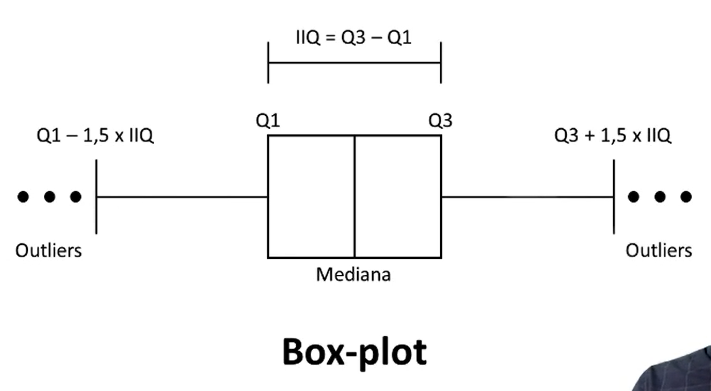 IIQ = Q3 – Q1
Q1
Q3
Q1 – 1,5 x IIQ
Q3 + 1,5 x IIQ
Outliers
Outliers
Mediana
Box-plot